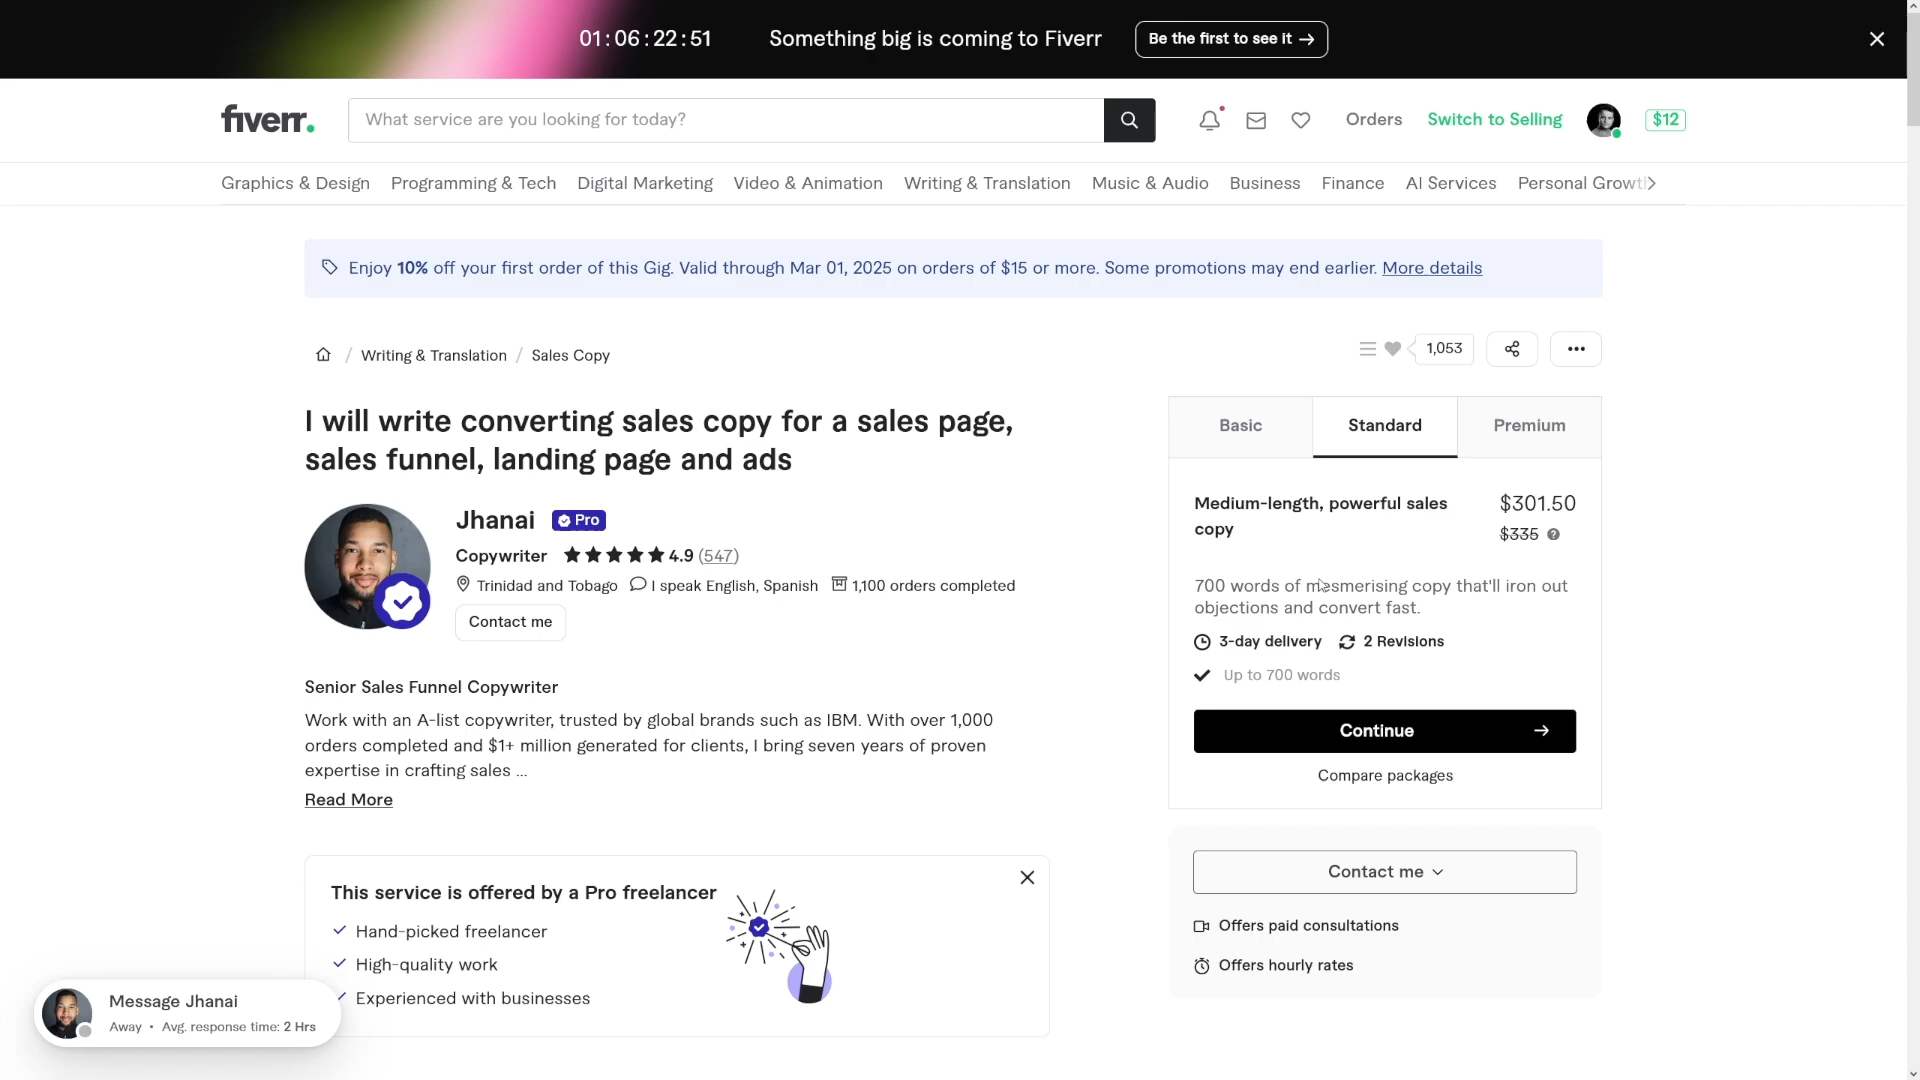 01 : 06 : 22 : 51
Something big is coming to Fiverr
Be the first to see it →
fiverr.
What service are you looking for today?
Orders
Switch to Selling
$12
Graphics & Design
Programming & Tech
Digital Marketing
Video & Animation
Writing & Translation
Music & Audio
Business
Finance
AI Services
Personal Growth
Enjoy 10% off your first order of this Gig. Valid through Mar 01, 2025 on orders of $15 or more. Some promotions may end earlier. More details
/ Writing & Translation / Sales Copy
1,053
I will write converting sales copy for a sales page,
sales funnel, landing page and ads
Jhanai
Pro
Copywriter ★★★★★ 4.9 (547)
Trinidad and Tobago
I speak English, Spanish
1,100 orders completed
Contact me
Senior Sales Funnel Copywriter
Work with an A-list copywriter, trusted by global brands such as IBM. With over 1,000
orders completed and $1+ million generated for clients, I bring seven years of proven
expertise in crafting sales ...
Read More
This service is offered by a Pro freelancer
Hand-picked freelancer
High-quality work
Experienced with businesses
Message Jhanai
Away • Avg. response time: 2 Hrs
Basic
Standard
Premium
Medium-length, powerful sales
copy
$301.50
$335
700 words of mesmerising copy that'll iron out
objections and convert fast.
3-day delivery
2 Revisions
Up to 700 words
Continue →
Compare packages
Contact me
Offers paid consultations
Offers hourly rates